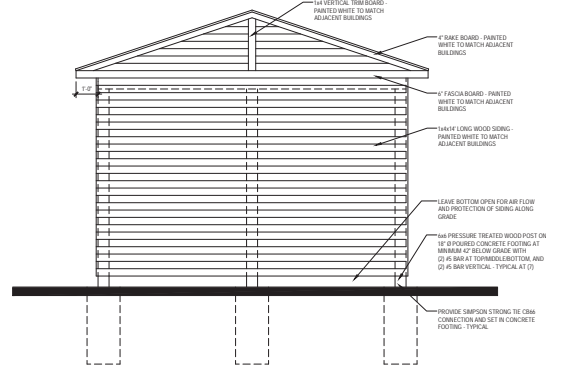 1x4 VERTICAL TRIM BOARD -
PAINTED WHITE TO MATCH
ADJACENT BUILDINGS
4" RAKE BOARD - PAINTED
WHITE TO MATCH ADJACENT
BUILDINGS
1'-0"
6" FASCIA BOARD - PAINTED
WHITE TO MATCH ADJACENT
BUILDINGS
1x4x14' LONG WOOD SIDING -
PAINTED WHITE TO MATCH
ADJACENT BUILDINGS
LEAVE BOTTOM OPEN FOR AIR FLOW
AND PROTECTION OF SIDING ALONG
GRADE
6x6 PRESSURE TREATED WOOD POST ON
18" Ø POURED CONCRETE FOOTING AT
MINIMUM 42" BELOW GRADE WITH
(2) #5 BAR AT TOP/MIDDLE/BOTTOM, AND
(2) #5 BAR VERTICAL - TYPICAL AT (7)
PROVIDE SIMPSON STRONG TIE CB66
CONNECTION AND SET IN CONCRETE
FOOTING - TYPICAL